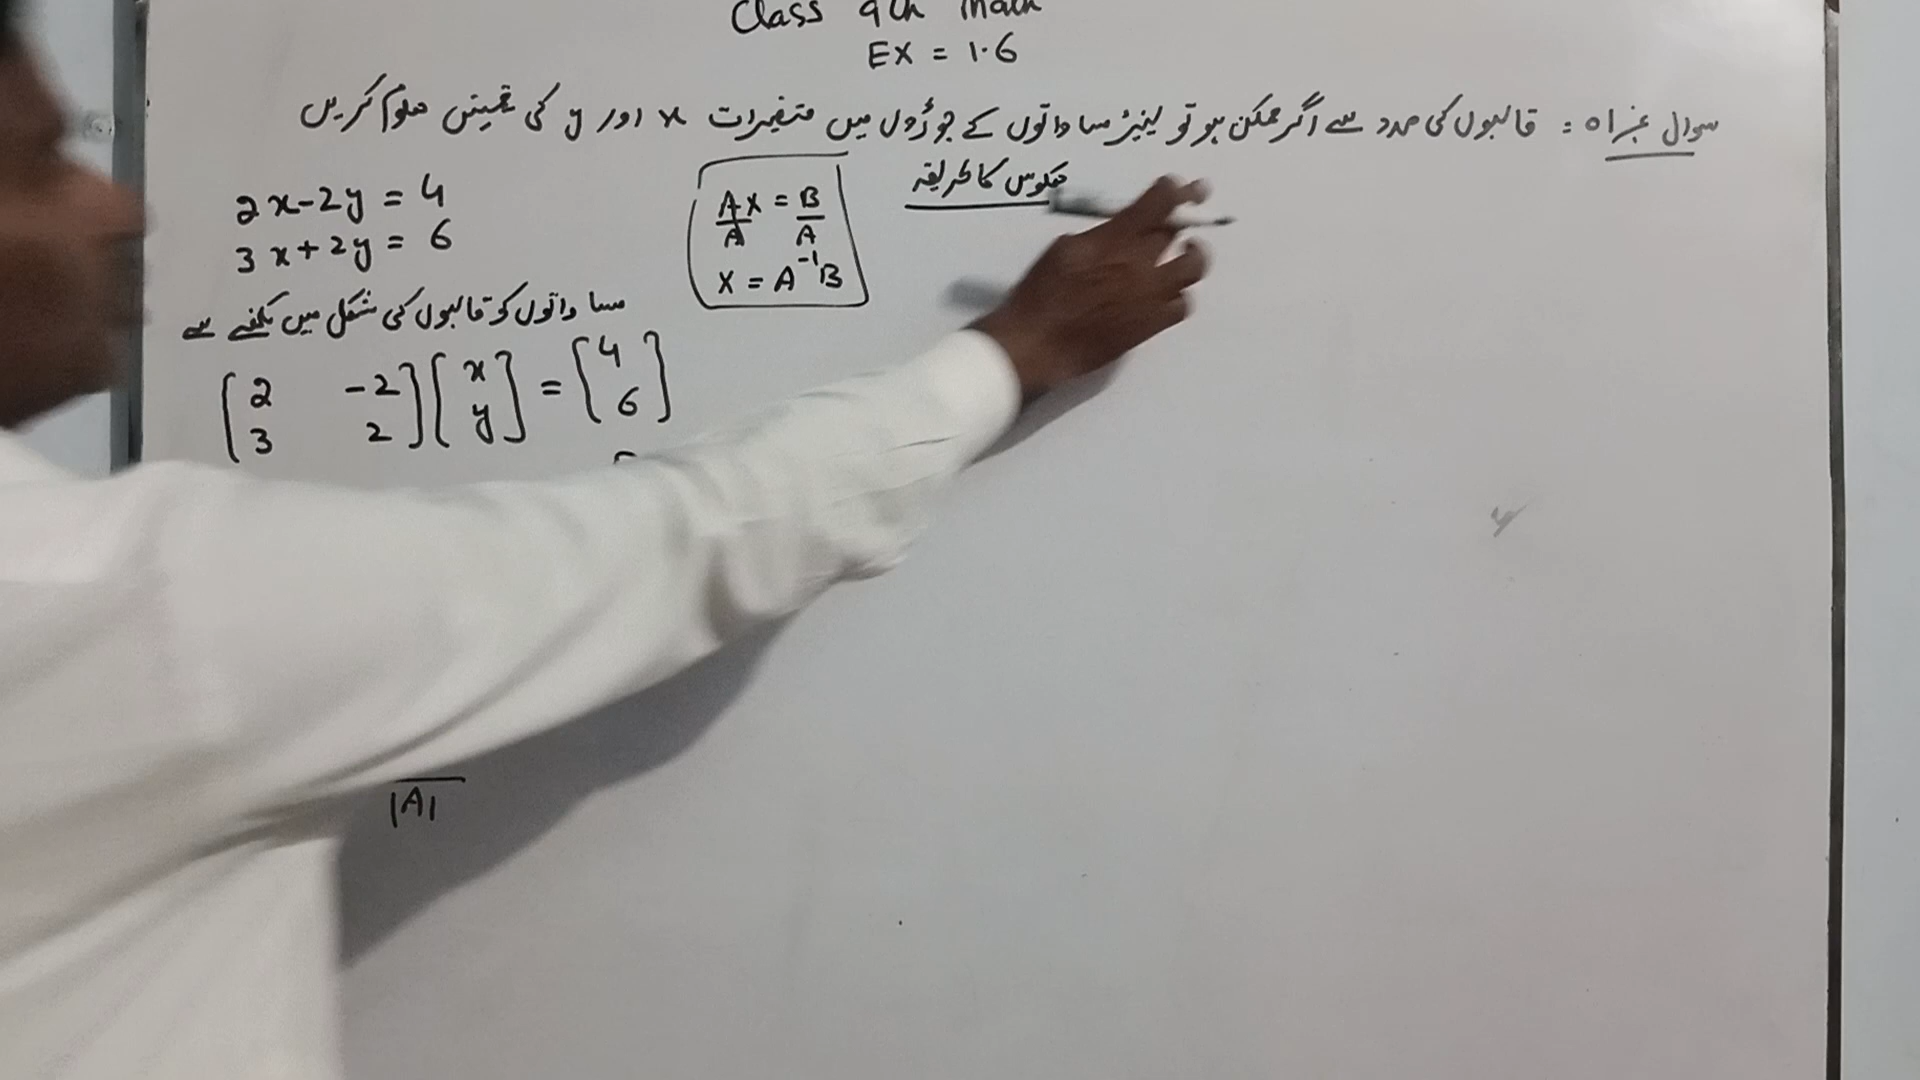 Class 9th Math
EX = 1.6
سوال نمبر 01 : قالبوں کی مدد سے اگر ممکن ہو تو لینیئر مساواتوں کے جوڑوں میں متغیرات x اور y کی قیمتیں معلوم کریں
معکوس کا طریقہ
2x-2y = 4
3x+2y = 6
AX = B
A A
X = A⁻¹B
مساواتوں کو قالبوں کی شکل میں لکھنے سے
[2 -2] [x] = [4]
[3 2] [y] [6]
|A|